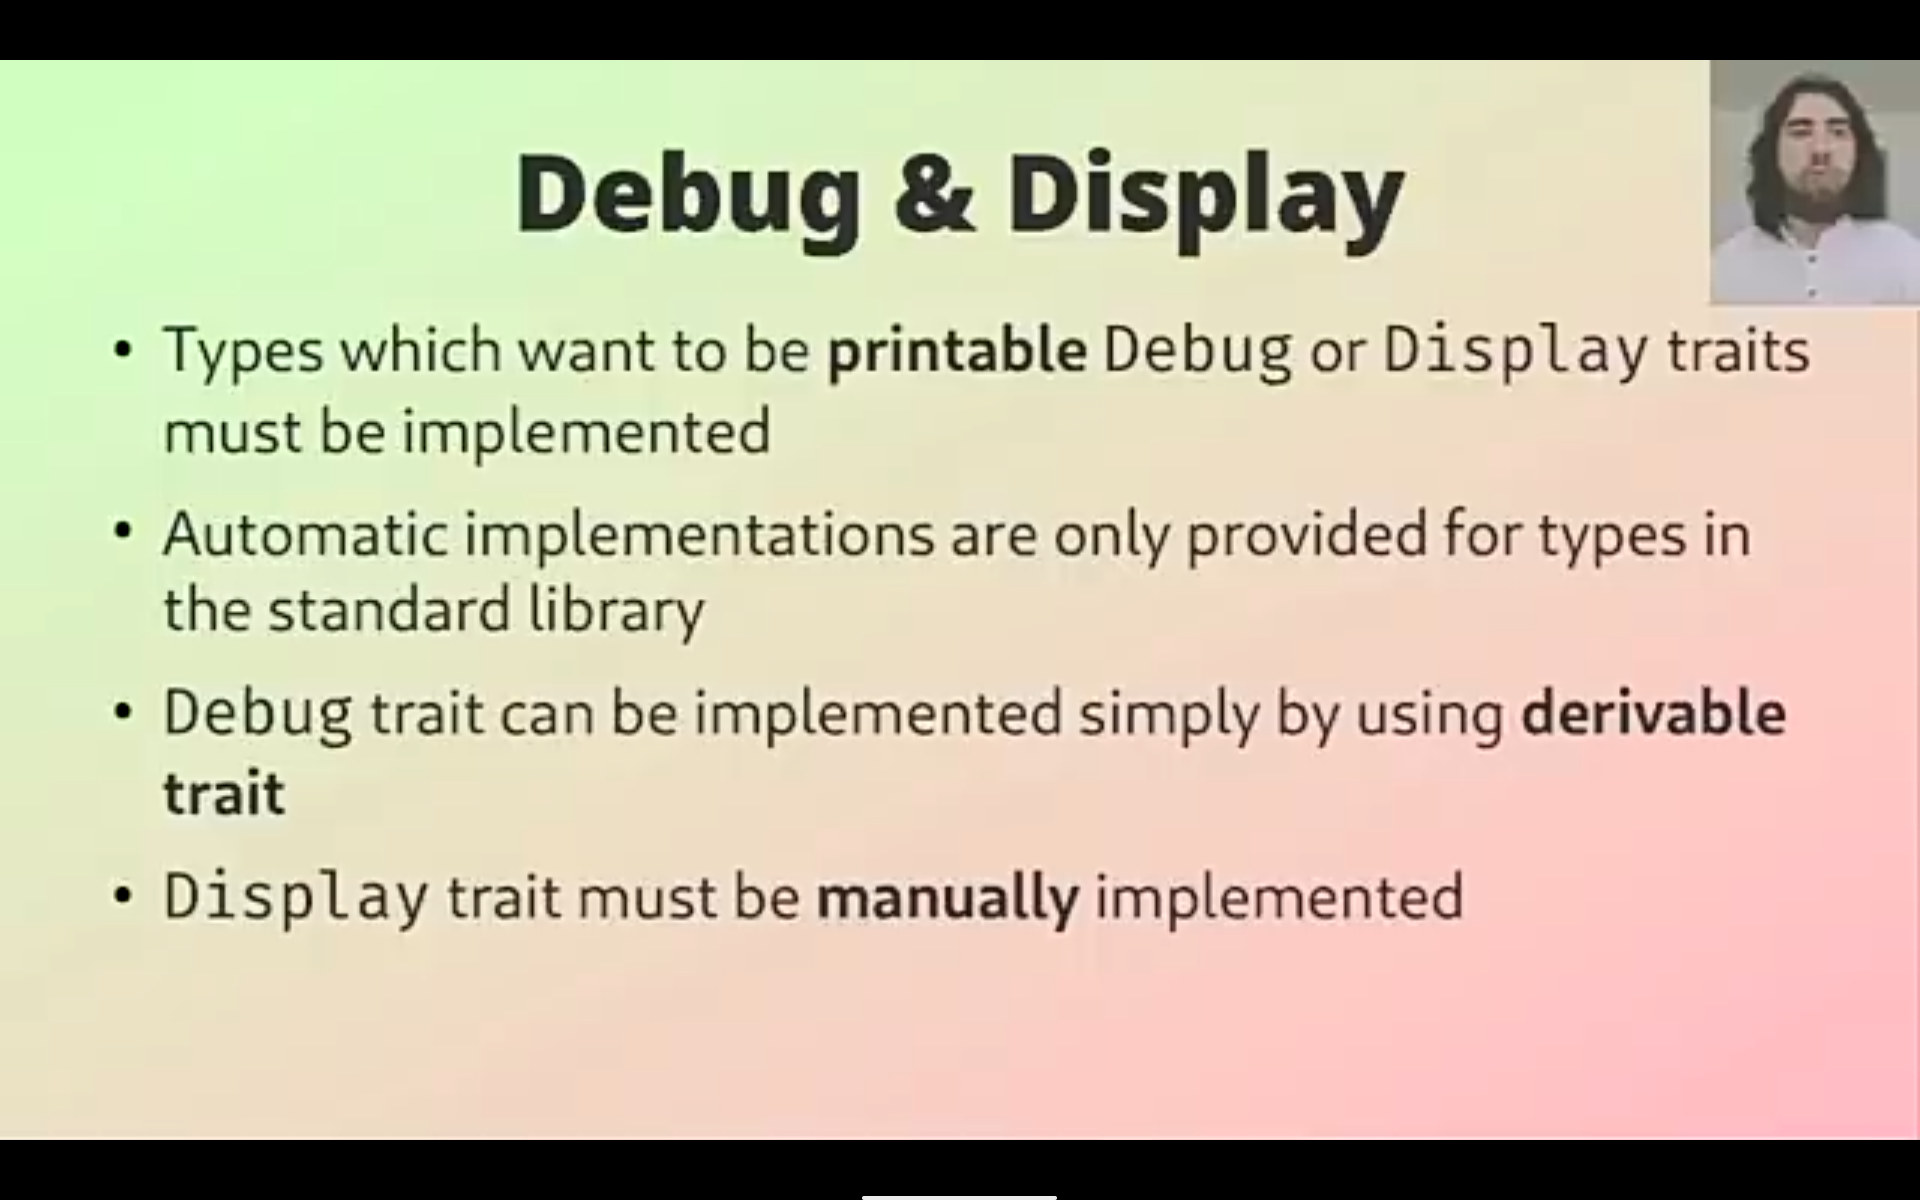 Debug & Display
• Types which want to be printable Debug or Display traits
must be implemented
• Automatic implementations are only provided for types in
the standard library
• Debug trait can be implemented simply by using derivable
trait
• Display trait must be manually implemented